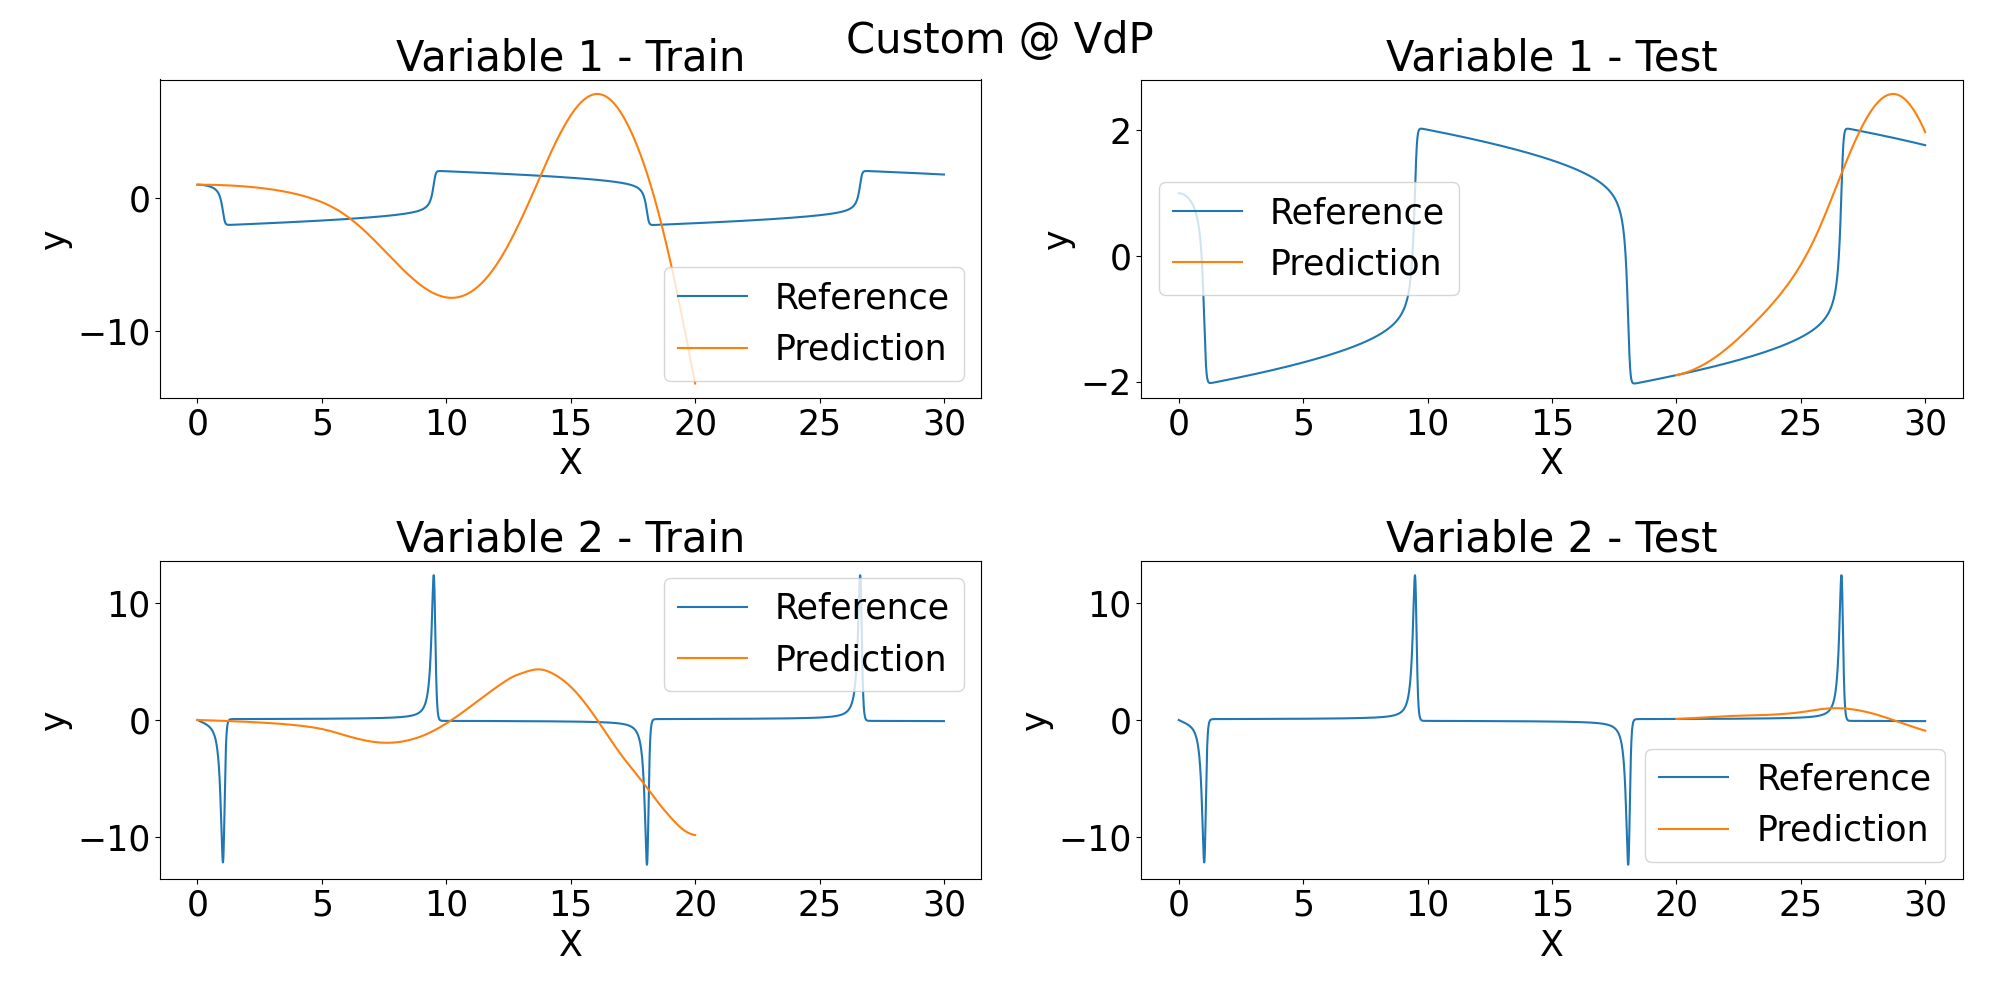 Custom @ VdP
Variable 1 - Train
0
−10
y
0 5 10 15 20 25 30
X
Reference
Prediction
Variable 1 - Test
2
0
−2
y
0 5 10 15 20 25 30
X
Reference
Prediction
Variable 2 - Train
10
0
−10
y
0 5 10 15 20 25 30
X
Reference
Prediction
Variable 2 - Test
10
0
−10
y
0 5 10 15 20 25 30
X
Reference
Prediction